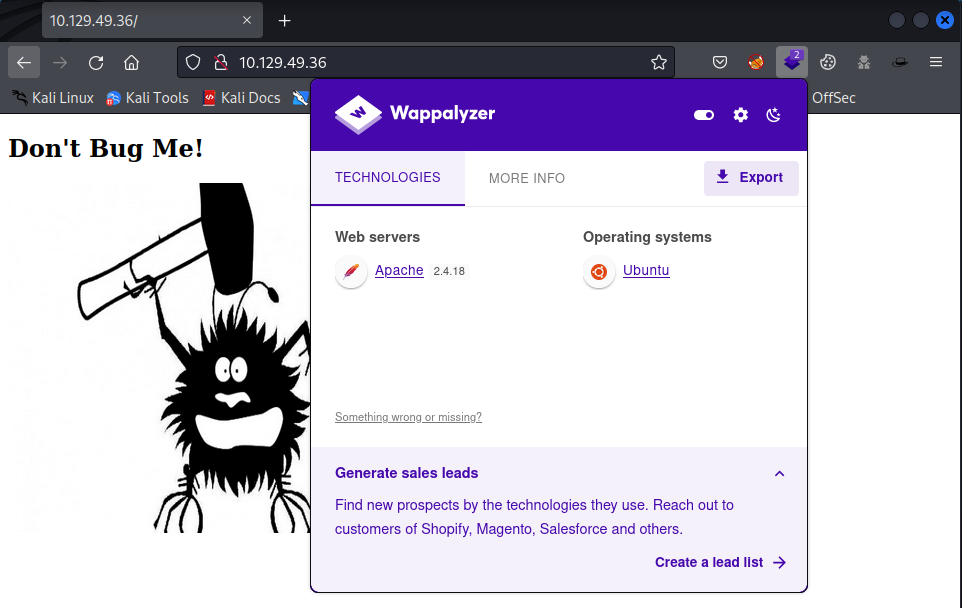 10.129.49.36/
10.129.49.36
2
Kali Linux
Kali Tools
Kali Docs
OffSec
Don't Bug Me!
Wappalyzer
TECHNOLOGIES
MORE INFO
Export
Web servers
Apache 2.4.18
Operating systems
Ubuntu
Something wrong or missing?
Generate sales leads
Find new prospects by the technologies they use. Reach out to
customers of Shopify, Magento, Salesforce and others.
Create a lead list